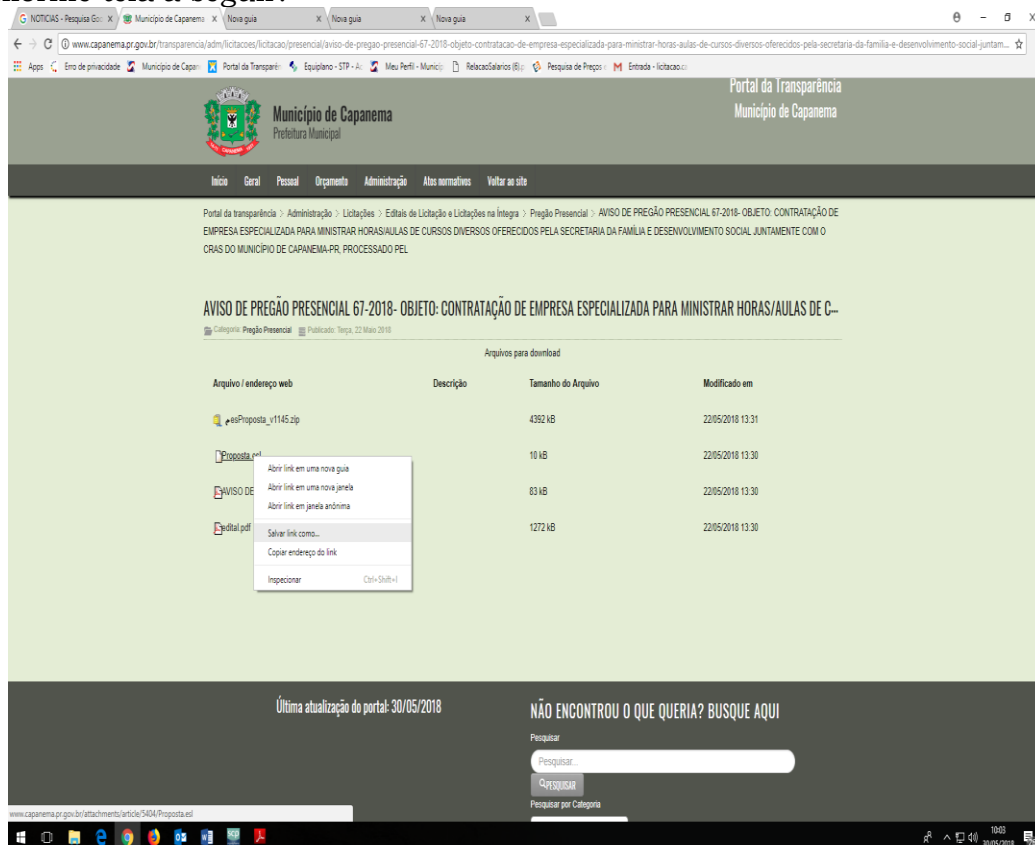 G NOTICIAS - Pesquisa Go X Município de Capanema X Nova guia X Nova guia X Nova guia X
www.capanema.pr.gov.br/transparencia/adm/licitacoes/licitacao/presencial/aviso-de-pregao-presencial-67-2018-objeto-contratacao-de-empresa-especializada-para-ministrar-horas-aulas-de-cursos-diversos-oferecidos-pela-secretaria-da-familia-e-desenvolvimento-social-juntam...
Apps Erro de privacidade Município de Capan Portal da Transparên Equiplano - STP - Ac Meu Perfil - Municíp RelacaoSalarios (6).p Pesquisa de Preços - Entrada - licitacao.c
Portal da Transparência
Município de Capanema
Município de Capanema
Prefeitura Municipal
Início Geral Pessoal Orçamento Administração Atos normativos Voltar ao site
Portal da transparência > Administração > Licitações > Editais de Licitação e Licitações na Íntegra > Pregão Presencial > AVISO DE PREGÃO PRESENCIAL 67-2018- OBJETO: CONTRATAÇÃO DE
EMPRESA ESPECIALIZADA PARA MINISTRAR HORAS/AULAS DE CURSOS DIVERSOS OFERECIDOS PELA SECRETARIA DA FAMÍLIA E DESENVOLVIMENTO SOCIAL JUNTAMENTE COM O
CRAS DO MUNICÍPIO DE CAPANEMA-PR, PROCESSADO PEL
AVISO DE PREGÃO PRESENCIAL 67-2018- OBJETO: CONTRATAÇÃO DE EMPRESA ESPECIALIZADA PARA MINISTRAR HORAS/AULAS DE C...
Categoria: Pregão Presencial Publicado: Terça, 22 Maio 2018
Arquivos para download
Arquivo / endereço web Descrição Tamanho do Arquivo Modificado em
esProposta_v1145.zip 4392 kB 22/05/2018 13:31
Proposta.esl 10 kB 22/05/2018 13:30
Abrir link em uma nova guia
Abrir link em uma nova janela
AVISO DE 83 kB 22/05/2018 13:30
Abrir link em janela anônima
edital.pdf 1272 kB 22/05/2018 13:30
Salvar link como...
Copiar endereço do link
Inspecionar Ctrl+Shift+I
Última atualização do portal: 30/05/2018
NÃO ENCONTROU O QUE QUERIA? BUSQUE AQUI
Pesquisar
Pesquisar...
PESQUISAR
Pesquisar por Categoria
www.capanema.pr.gov.br/attachments/article/5404/Proposta.esl
10:03
30/05/2018